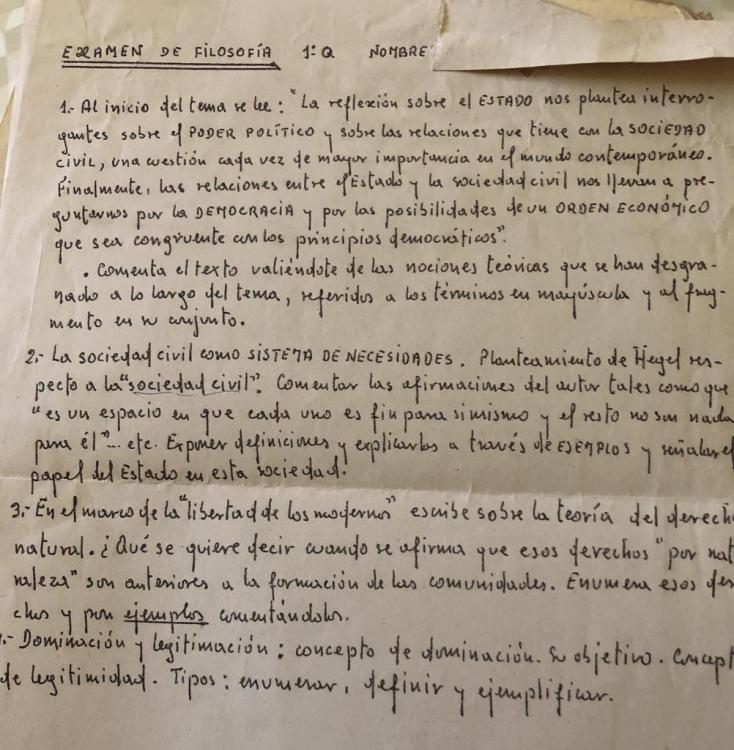 EXAMEN DE FILOSOFÍA 1º Q NOMBRE
1.- Al inicio del tema se lee: "La reflexión sobre el ESTADO nos plantea interro-
gantes sobre el PODER POLÍTICO y sobre las relaciones que tiene con la SOCIEDAD
CIVIL, una cuestión cada vez de mayor importancia en el mundo contemporáneo.
Finalmente, las relaciones entre el Estado y la sociedad civil nos llevan a pre-
guntarnos por la DEMOCRACIA y por las posibilidades de un ORDEN ECONÓMICO
que sea congruente con los principios democráticos".
. Comenta el texto valiéndote de las nociones teóricas que se han desgra-
nado a lo largo del tema, referidos a los términos en mayúscula y al frag-
mento en su conjunto.
2.- La sociedad civil como SISTEMA DE NECESIDADES. Planteamiento de Hegel res-
pecto a la "sociedad civil". Comentar las afirmaciones del autor tales como que
"es un espacio en que cada uno es fin para si mismo y el resto no son nada
para él"... etc. Exponer definiciones y explicarlas a través de EJEMPLOS y señalar el
papel del Estado en esta sociedad.
3.- En el marco de la "libertad de los modernos" escribe sobre la teoría del derech
natural. ¿Qué se quiere decir cuando se afirma que esos derechos "por nat
naleza" son anteriores a la formación de las comunidades. Enumera esos der
chos y pon ejemplos comentándolos.
.- Dominación y legitimación: concepto de dominación. Su objetivo. Concept
de legitimidad. Tipos: enumerar, definir y ejemplificar.